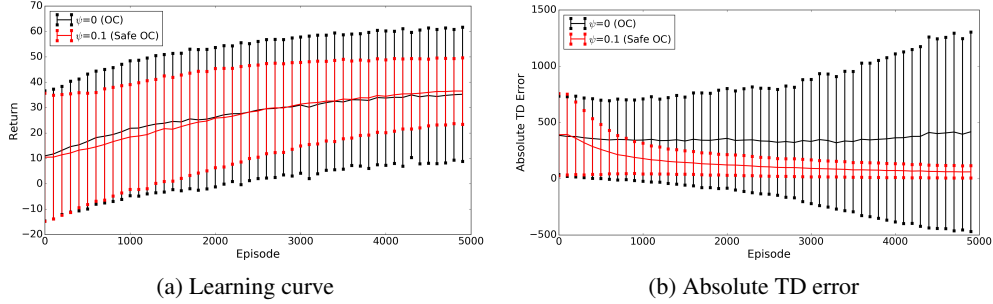 70
60
50
40
30
20
10
0
−10
−20
Return
ψ=0 (OC)
ψ=0.1 (Safe OC)
0
1000
2000
3000
4000
5000
Episode
(a) Learning curve
1500
1000
500
0
−500
Absolute TD Error
ψ=0 (OC)
ψ=0.1 (Safe OC)
0
1000
2000
3000
4000
5000
Episode
(b) Absolute TD error